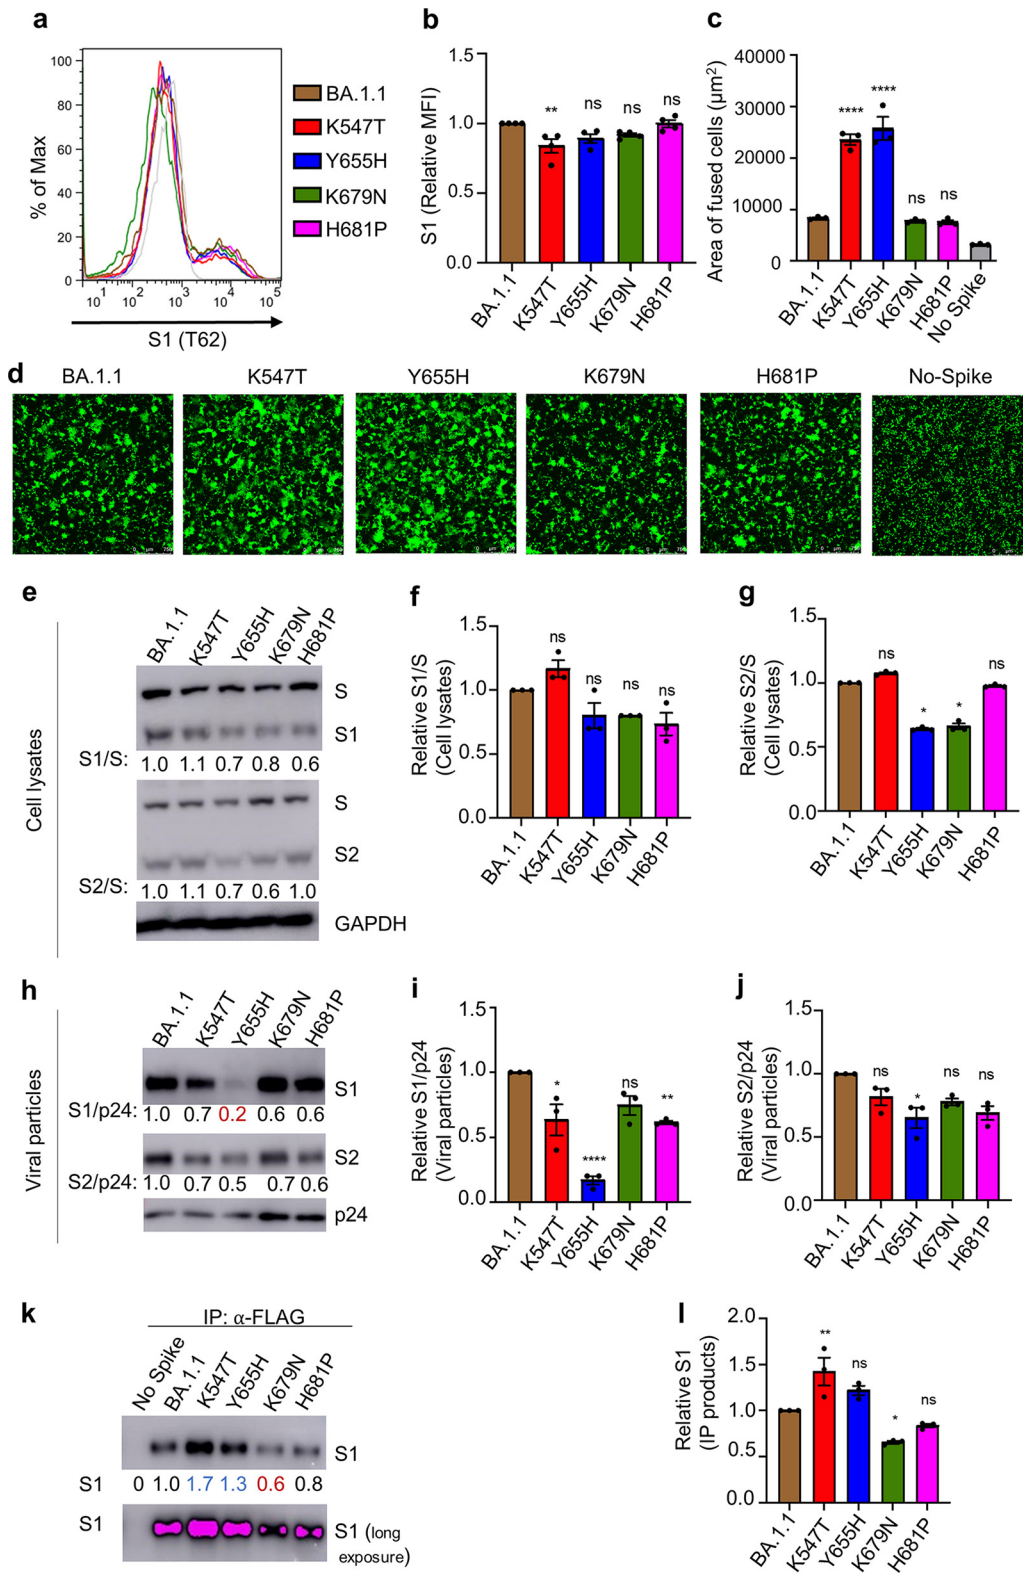 a
% of Max
100
80
60
40
20
0
10¹ 10² 10³ 10⁴ 10⁵
S1 (T62)
BA.1.1
K547T
Y655H
K679N
H681P
b
S1 (Relative MFI)
1.5
1.0
0.5
0.0
** ns ns ns
BA.1.1 K547T Y655H K679N H681P
c
Area of fused cells (µm²)
40000
30000
20000
10000
0
**** **** ns ns
BA.1.1 K547T Y655H K679N H681P No Spike
d
BA.1.1 K547T Y655H K679N H681P No-Spike
e
Cell lysates
BA.1.1 K547T Y655H K679N H681P
S
S1
S1/S: 1.0 1.1 0.7 0.8 0.6
S
S2
S2/S: 1.0 1.1 0.7 0.6 1.0
GAPDH
f
Relative S1/S
(Cell lysates)
1.5
1.0
0.5
0.0
ns ns ns ns
BA.1.1 K547T Y655H K679N H681P
g
Relative S2/S
(Cell lysates)
1.5
1.0
0.5
0.0
ns * * ns
BA.1.1 K547T Y655H K679N H681P
h
Viral particles
BA.1.1 K547T Y655H K679N H681P
S1
S1/p24: 1.0 0.7 0.2 0.6 0.6
S2
S2/p24: 1.0 0.7 0.5 0.7 0.6
p24
i
Relative S1/p24
(Viral particles)
1.5
1.0
0.5
0.0
* **** ns **
BA.1.1 K547T Y655H K679N H681P
j
Relative S2/p24
(Viral particles)
1.5
1.0
0.5
0.0
ns * ns ns
BA.1.1 K547T Y655H K679N H681P
k
IP: α-FLAG
No Spike BA.1.1 K547T Y655H K679N H681P
S1
S1 0 1.0 1.7 1.3 0.6 0.8
S1 S1 (long
exposure)
l
Relative S1
(IP products)
2.0
1.5
1.0
0.5
0.0
** ns * ns
BA.1.1 K547T Y655H K679N H681P